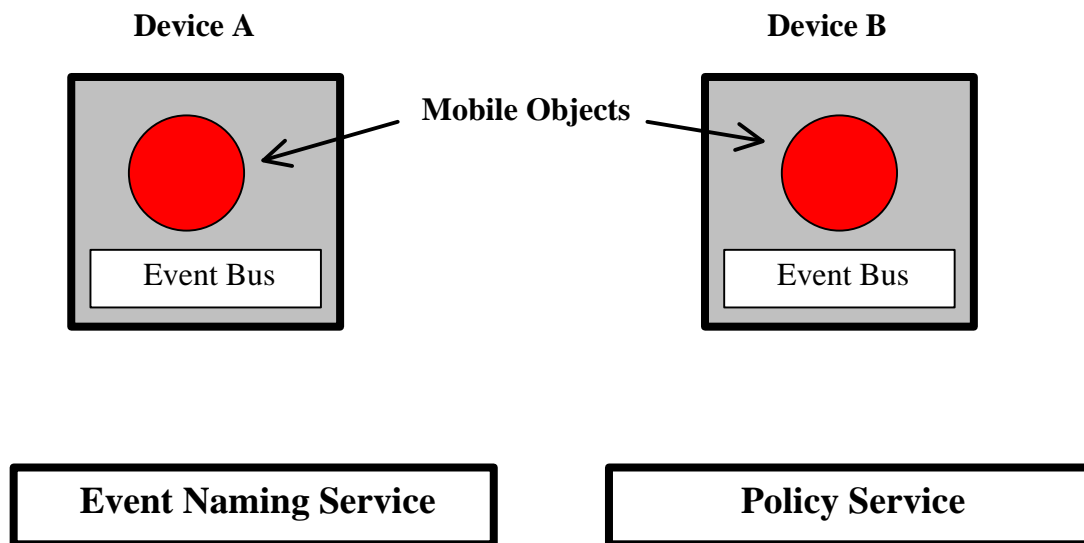 Device A
Device B
Mobile Objects
Event Bus
Event Bus
Event Naming Service
Policy Service